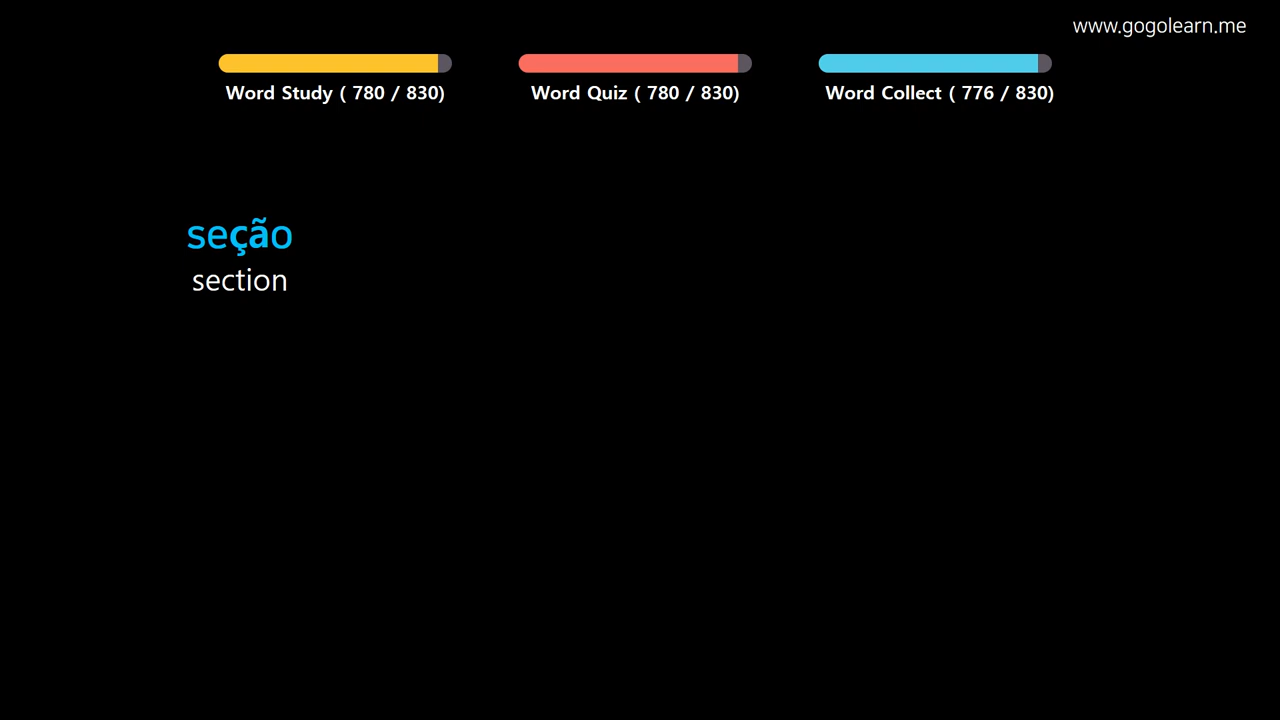 www.gogolearn.me
Word Study ( 780 / 830)
Word Quiz ( 780 / 830)
Word Collect ( 776 / 830)
seção
section